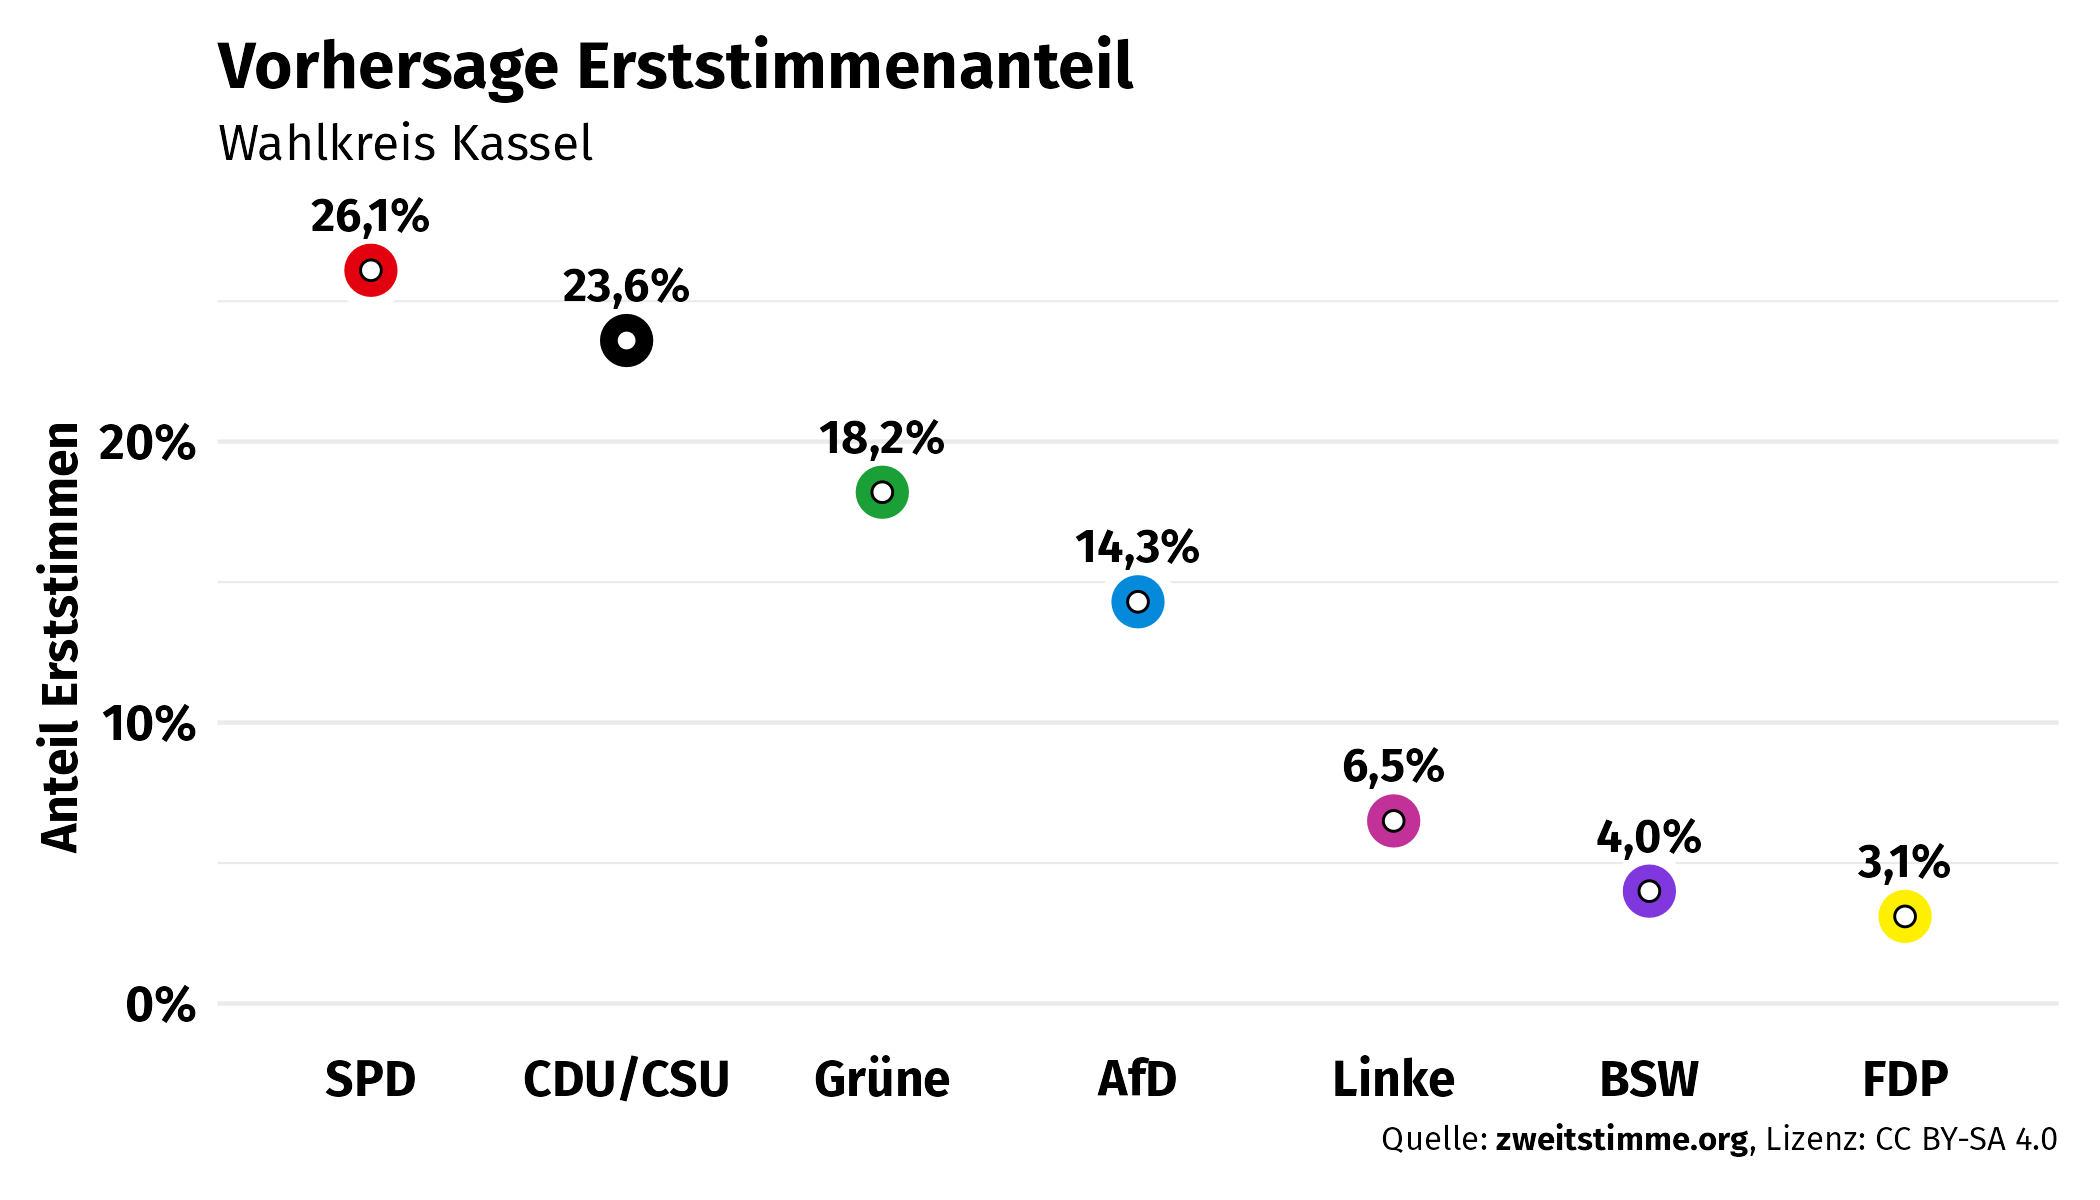 Vorhersage Erststimmenanteil
Wahlkreis Kassel
26,1%
23,6%
18,2%
14,3%
6,5%
4,0%
3,1%
Anteil Erststimmen
20%
10%
0%
SPD CDU/CSU Grüne AfD Linke BSW FDP
Quelle: zweitstimme.org, Lizenz: CC BY-SA 4.0